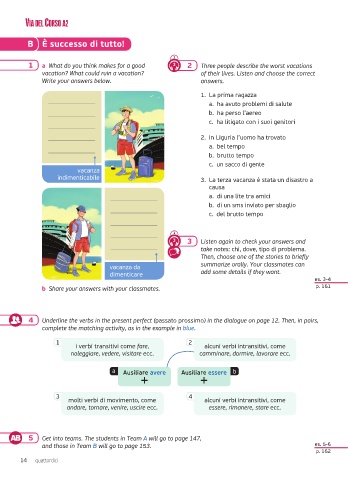 VIA DEL CORSO A2
B È successo di tutto!
1 a What do you think makes for a good
vacation? What could ruin a vacation?
Write your answers below.
vacanza
indimenticabile
vacanza da
dimenticare
b Share your answers with your classmates.
2 Three people describe the worst vacations
of their lives. Listen and choose the correct
answers.
1. La prima ragazza
a. ha avuto problemi di salute
b. ha perso l'aereo
c. ha litigato con i suoi genitori
2. In Liguria l'uomo ha trovato
a. bel tempo
b. brutto tempo
c. un sacco di gente
3. La terza vacanza è stata un disastro a
causa
a. di una lite tra amici
b. di un sms inviato per sbaglio
c. del brutto tempo
3 Listen again to check your answers and
take notes: chi, dove, tipo di problema.
Then, choose one of the stories to briefly
summarize orally. Your classmates can
add some details if they want.
es. 3-4
p. 161
4 Underline the verbs in the present perfect (passato prossimo) in the dialogue on page 12. Then, in pairs,
complete the matching activity, as in the example in blue.
1 i verbi transitivi come fare,
noleggiare, vedere, visitare ecc.
2 alcuni verbi intransitivi, come
camminare, dormire, lavorare ecc.
a Ausiliare avere
+
Ausiliare essere b
+
3 molti verbi di movimento, come
andare, tornare, venire, uscire ecc.
4 alcuni verbi intransitivi, come
essere, rimanere, stare ecc.
AB 5 Get into teams. The students in Team A will go to page 147,
and those in Team B will go to page 153.
es. 5-6
p. 162
14 quattordici